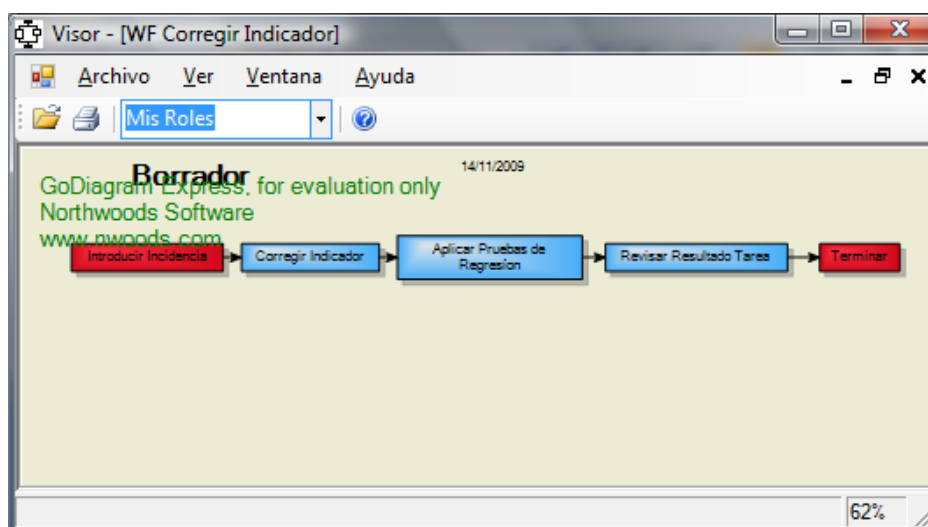 Visor - [WF Corregir Indicador]
Archivo Ver Ventana Ayuda
Mis Roles
Borrador
14/11/2009
GoDiagram Express, for evaluation only
Northwoods Software
www.nwoods.com
Introducir Incidencia
Corregir Indicador
Aplicar Pruebas de
Regresíon
Revisar Resultado Tarea
Terminar
62%